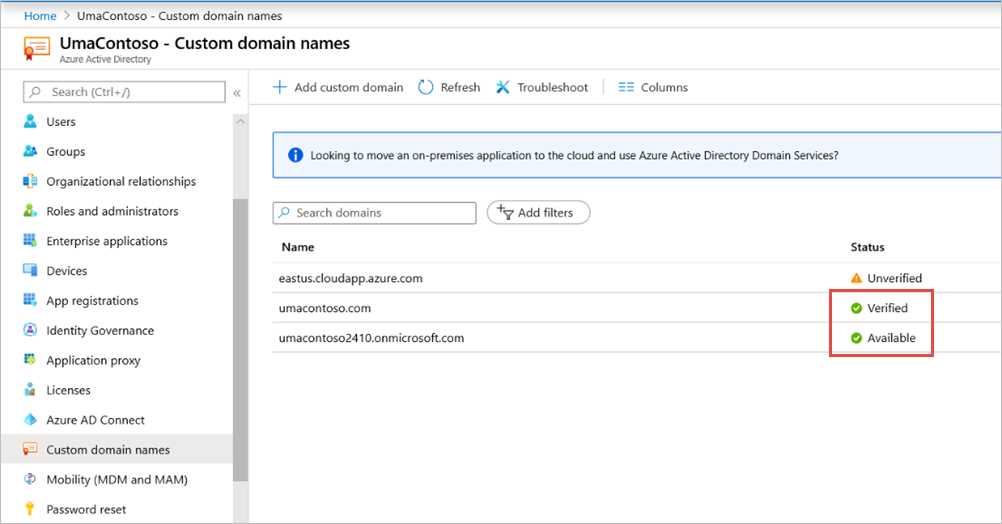 Home > UmaContoso - Custom domain names
UmaContoso - Custom domain names
Azure Active Directory
Search (Ctrl+/)
«
Add custom domain
Refresh
Troubleshoot
Columns
Users
Groups
Organizational relationships
Roles and administrators
Enterprise applications
Devices
App registrations
Identity Governance
Application proxy
Licenses
Azure AD Connect
Custom domain names
Mobility (MDM and MAM)
Password reset
Looking to move an on-premises application to the cloud and use Azure Active Directory Domain Services?
Search domains
Add filters
Name Status
eastus.cloudapp.azure.com Unverified
umacontoso.com Verified
umacontoso2410.onmicrosoft.com Available